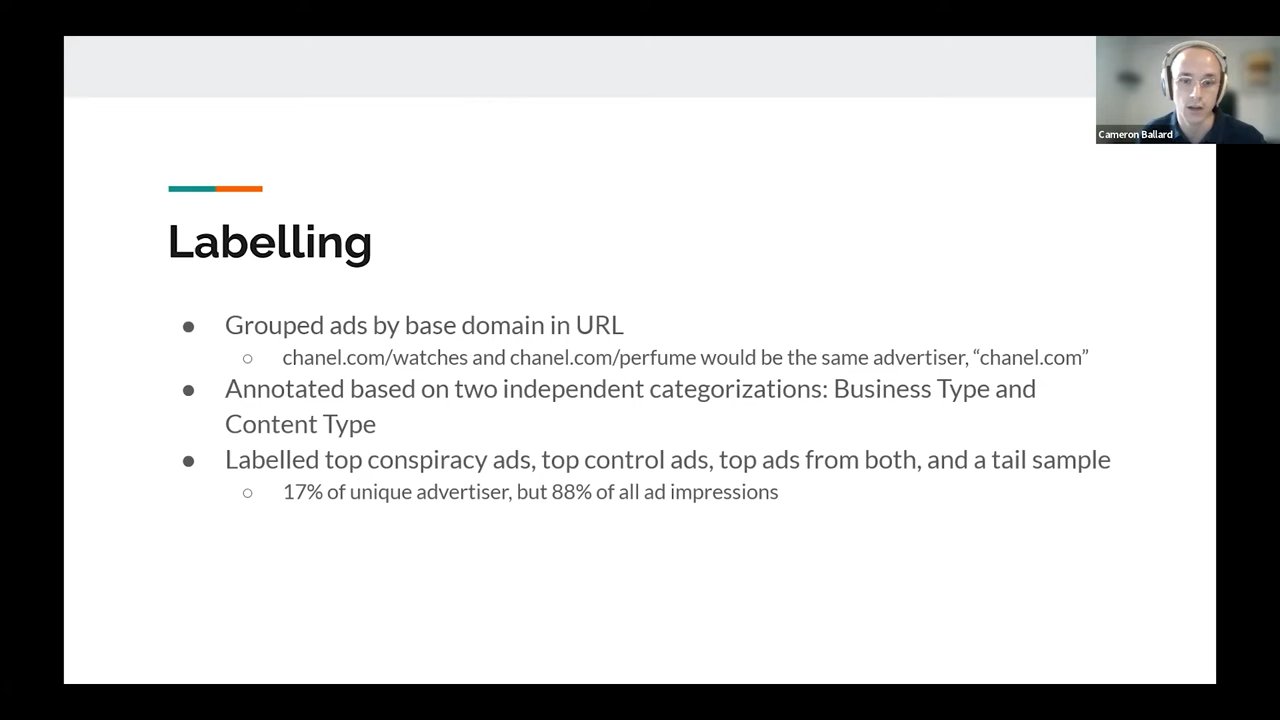 Cameron Ballard
Labelling
● Grouped ads by base domain in URL
○ chanel.com/watches and chanel.com/perfume would be the same advertiser, “chanel.com”
● Annotated based on two independent categorizations: Business Type and
Content Type
● Labelled top conspiracy ads, top control ads, top ads from both, and a tail sample
○ 17% of unique advertiser, but 88% of all ad impressions